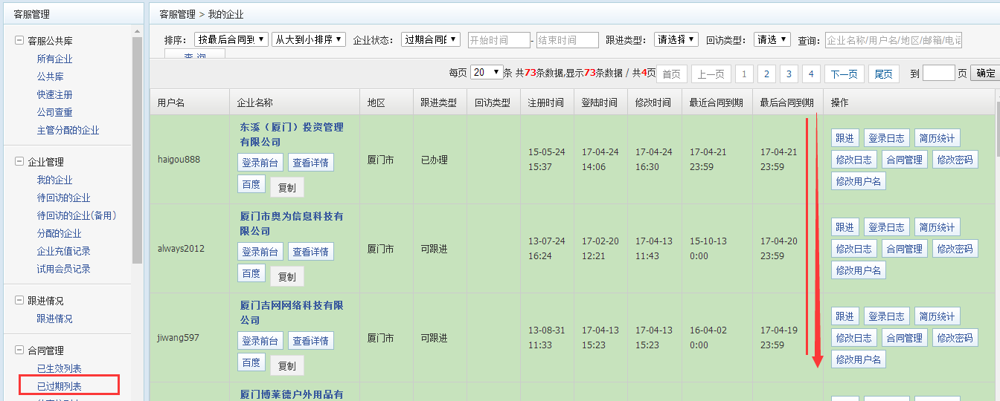 客服管理
客服公共库
所有企业
公共库
快速注册
公司查重
主管分配的企业
企业管理
我的企业
待回访的企业
待回访的企业(备用)
分配的企业
企业充值记录
试用会员记录
跟进情况
跟进情况
合同管理
已生效列表
已过期列表
客服管理 > 我的企业
排序： 按最后合同到 从大到小排序 企业状态： 过期合同的 开始时间 - 结束时间 跟进类型： 请选择 回访类型： 请选 查询： 企业名称/用户名/地区/邮箱/电话
查 询
每页 20 条 共73条数据,显示73条数据 / 共4页 首页 上一页 1 2 3 4 下一页 尾页 到 页 确定
用户名 企业名称 地区 跟进类型 回访类型 注册时间 登陆时间 修改时间 最近合同到期 最后合同到期 操作
haigou888
东溪（厦门）投资管理
有限公司
登录前台 查看详情
百度 复制
厦门市
已办理
15-05-24
15:37
17-04-24
14:06
17-04-24
16:30
17-04-21
23:59
17-04-21
23:59
跟进 登录日志 简历统计
修改日志 合同管理 修改密码
修改用户名
always2012
厦门市奥为信息科技有
限公司
登录前台 查看详情
百度 复制
厦门市
可跟进
13-07-24
16:24
17-02-20
12:21
17-04-13
11:43
15-10-13
0:00
17-04-20
23:59
跟进 登录日志 简历统计
修改日志 合同管理 修改密码
修改用户名
jiwang597
厦门吉网网络科技有限
公司
登录前台 查看详情
百度 复制
厦门市
可跟进
13-08-31
11:33
17-04-13
15:23
17-04-13
15:23
16-04-02
0:00
17-04-19
23:59
跟进 登录日志 简历统计
修改日志 合同管理 修改密码
修改用户名
厦门博莱德户外用品有